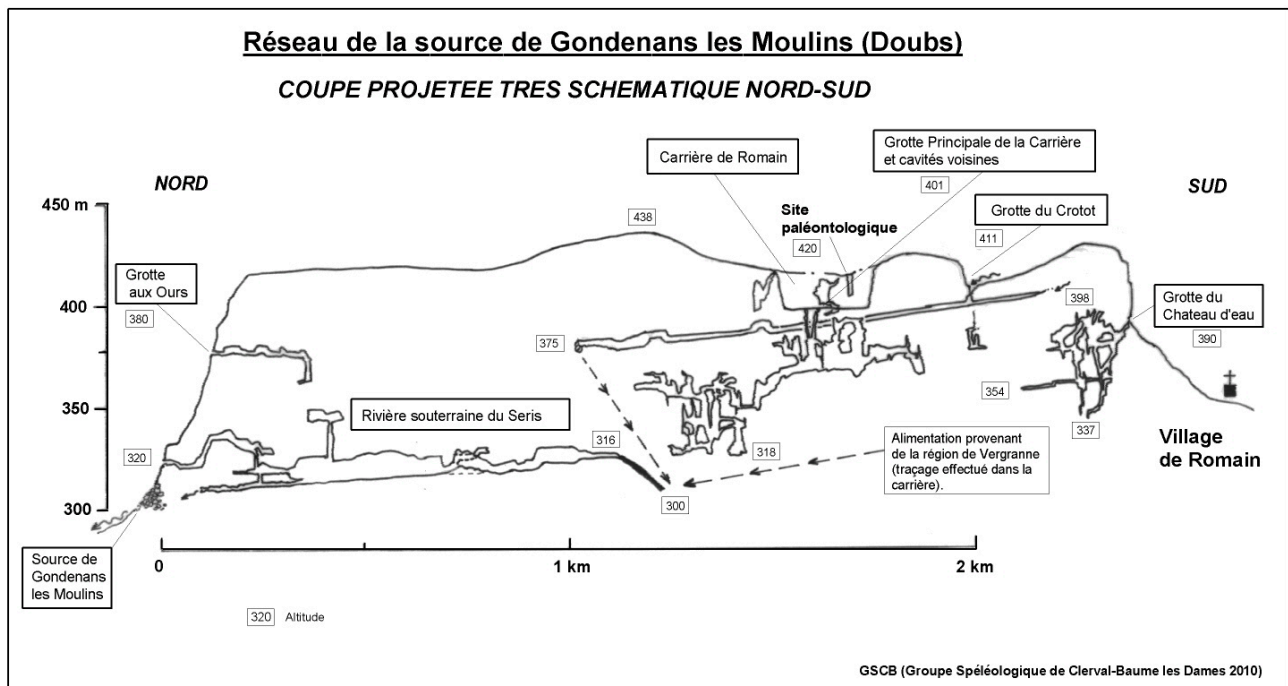 Réseau de la source de Gondenans les Moulins (Doubs)
COUPE PROJETEE TRES SCHEMATIQUE NORD-SUD
NORD
SUD
450 m
400
350
300
Grotte
aux Ours
380
438
Carrière de Romain
Site
paléontologique
420
Grotte Principale de la Carrière
et cavités voisines
401
Grotte du Crotot
411
398
Grotte du
Chateau d'eau
390
375
354
337
Rivière souterraine du Seris
316
318
320
300
Alimentation provenant
de la région de Vergranne
(traçage effectué dans la
carrière).
Village
de Romain
Source de
Gondenans
les Moulins
0
1 km
2 km
320 Altitude
GSCB (Groupe Spéléologique de Clerval-Baume les Dames 2010)